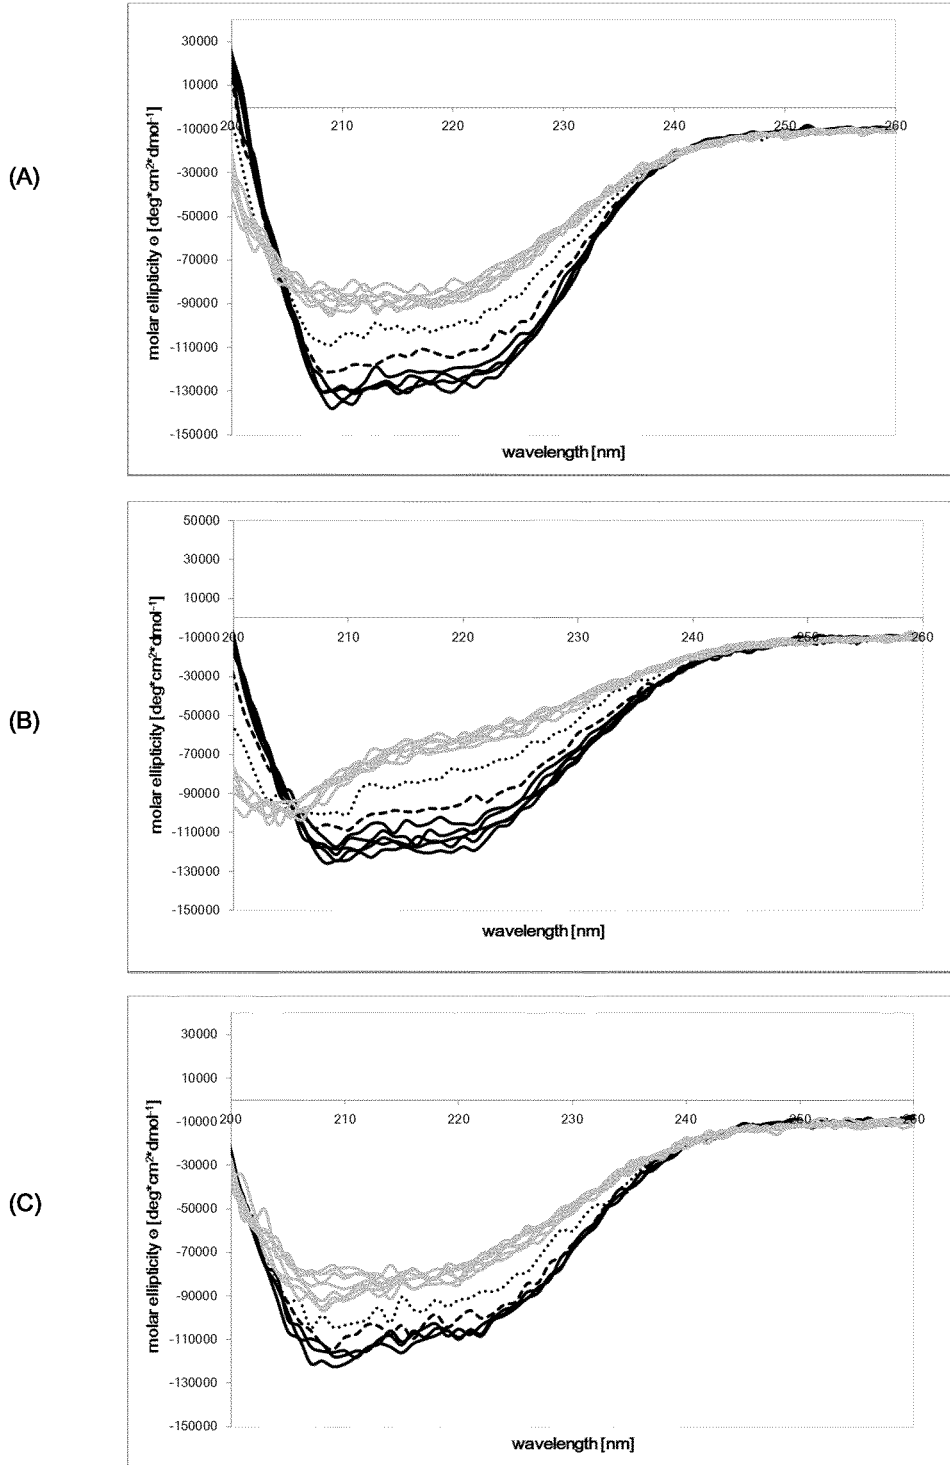 (A)
30000
10000
-10000
-30000
-50000
-70000
-90000
-110000
-130000
-150000
200 210 220 230 240 250 260
molar ellipticity ʘ [deg*cm²*dmol⁻¹]
wavelength [nm]
(B)
50000
30000
10000
-10000
-30000
-50000
-70000
-90000
-110000
-130000
-150000
200 210 220 230 240 250 260
molar ellipticity [deg*cm²*dmol⁻¹]
wavelength [nm]
(C)
30000
10000
-10000
-30000
-50000
-70000
-90000
-110000
-130000
-150000
200 210 220 230 240 250 260
molar ellipticity ʘ [deg*cm²*dmol⁻¹]
wavelength [nm]